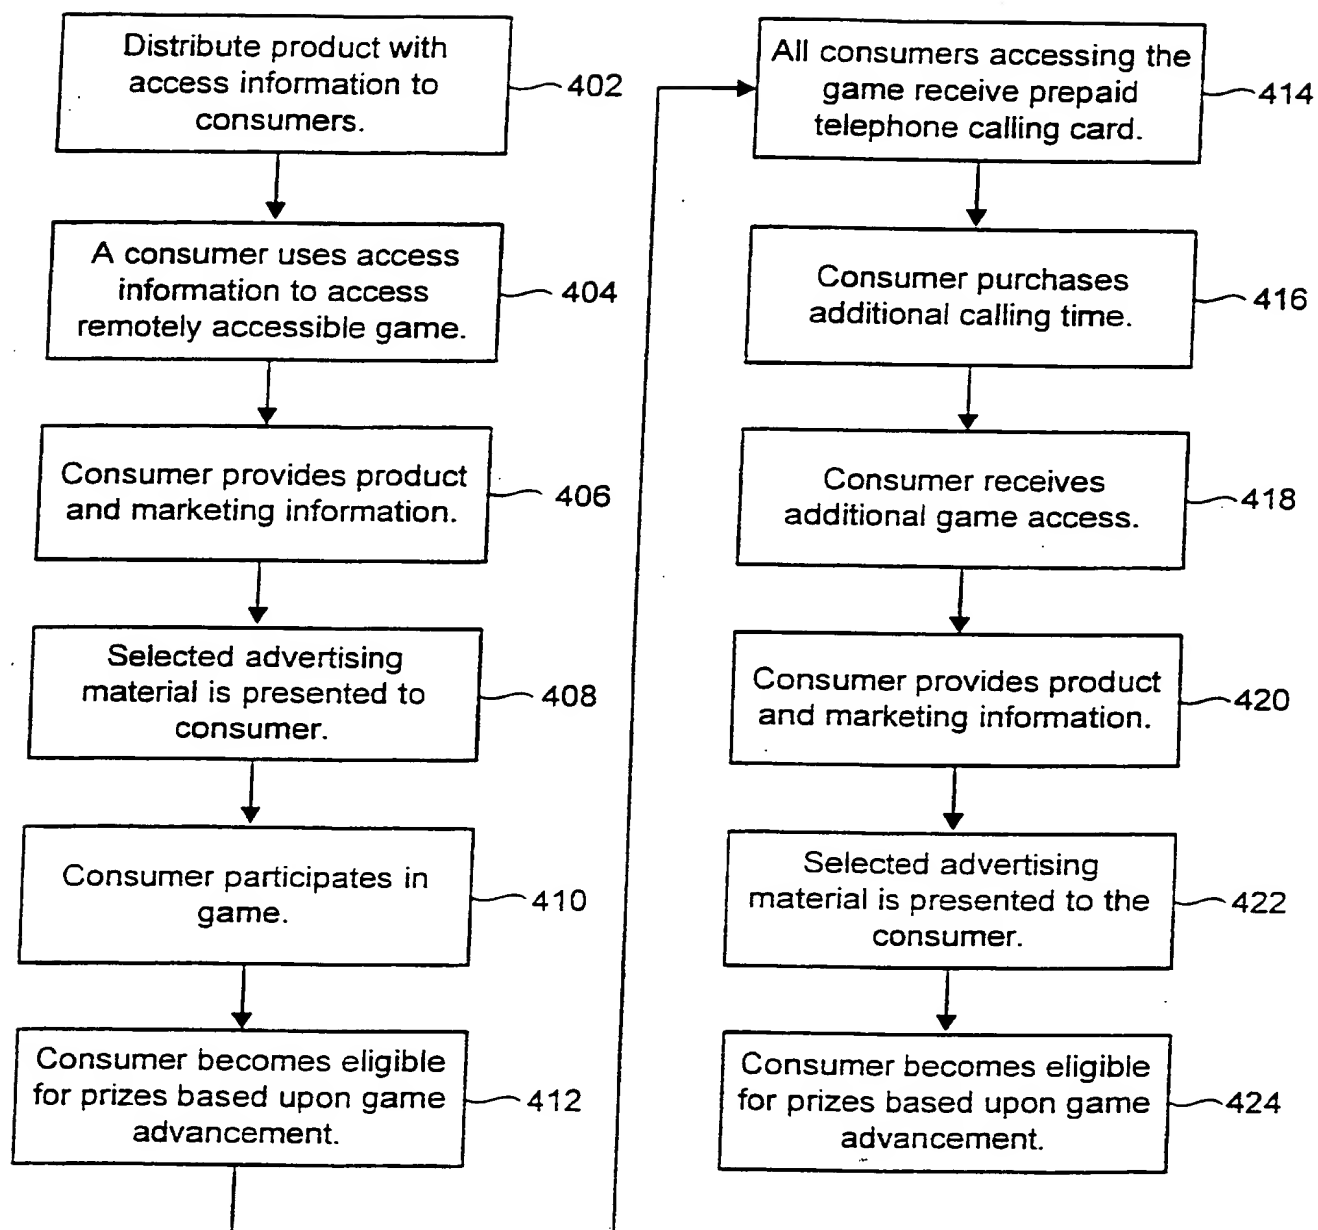 Distribute product with
access information to
consumers.
402
A consumer uses access
information to access
remotely accessible game.
404
Consumer provides product
and marketing information.
406
Selected advertising
material is presented to
consumer.
408
Consumer participates in
game.
410
Consumer becomes eligible
for prizes based upon game
advancement.
412
All consumers accessing the
game receive prepaid
telephone calling card.
414
Consumer purchases
additional calling time.
416
Consumer receives
additional game access.
418
Consumer provides product
and marketing information.
420
Selected advertising
material is presented to the
consumer.
422
Consumer becomes eligible
for prizes based upon game
advancement.
424